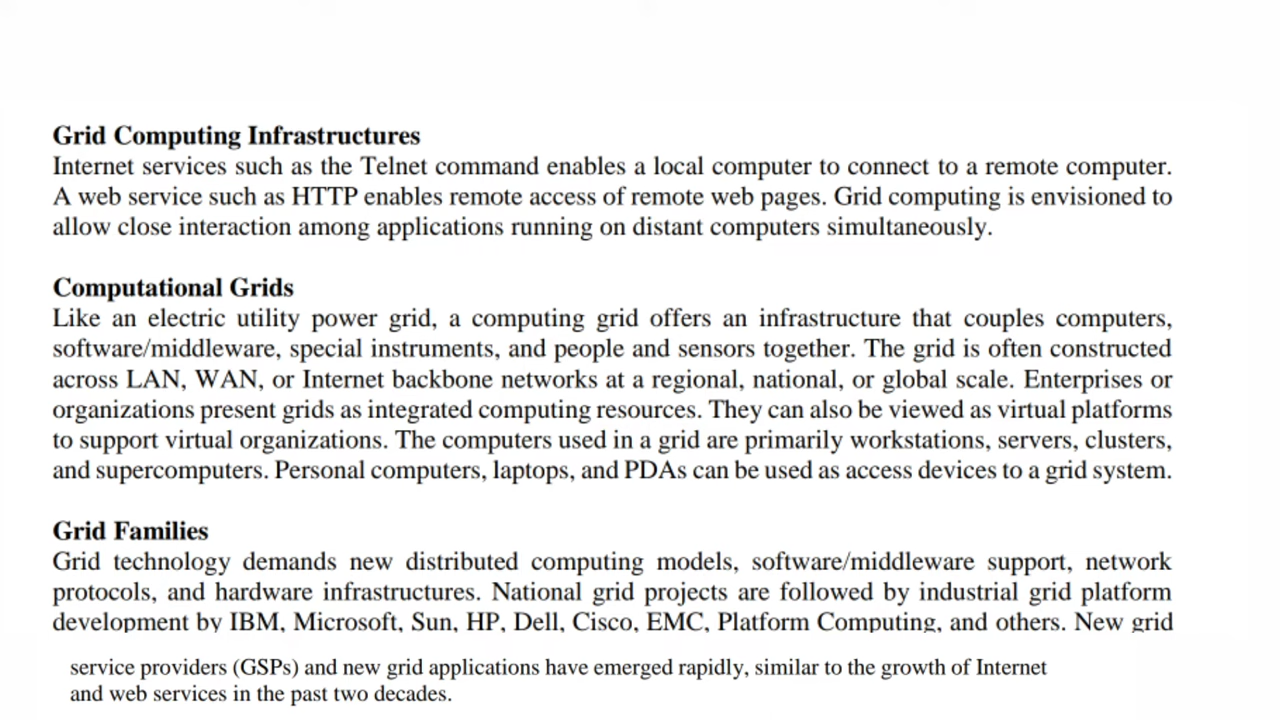 Grid Computing Infrastructures
Internet services such as the Telnet command enables a local computer to connect to a remote computer.
A web service such as HTTP enables remote access of remote web pages. Grid computing is envisioned to
allow close interaction among applications running on distant computers simultaneously.
Computational Grids
Like an electric utility power grid, a computing grid offers an infrastructure that couples computers,
software/middleware, special instruments, and people and sensors together. The grid is often constructed
across LAN, WAN, or Internet backbone networks at a regional, national, or global scale. Enterprises or
organizations present grids as integrated computing resources. They can also be viewed as virtual platforms
to support virtual organizations. The computers used in a grid are primarily workstations, servers, clusters,
and supercomputers. Personal computers, laptops, and PDAs can be used as access devices to a grid system.
Grid Families
Grid technology demands new distributed computing models, software/middleware support, network
protocols, and hardware infrastructures. National grid projects are followed by industrial grid platform
development by IBM, Microsoft, Sun, HP, Dell, Cisco, EMC, Platform Computing, and others. New grid
service providers (GSPs) and new grid applications have emerged rapidly, similar to the growth of Internet
and web services in the past two decades.